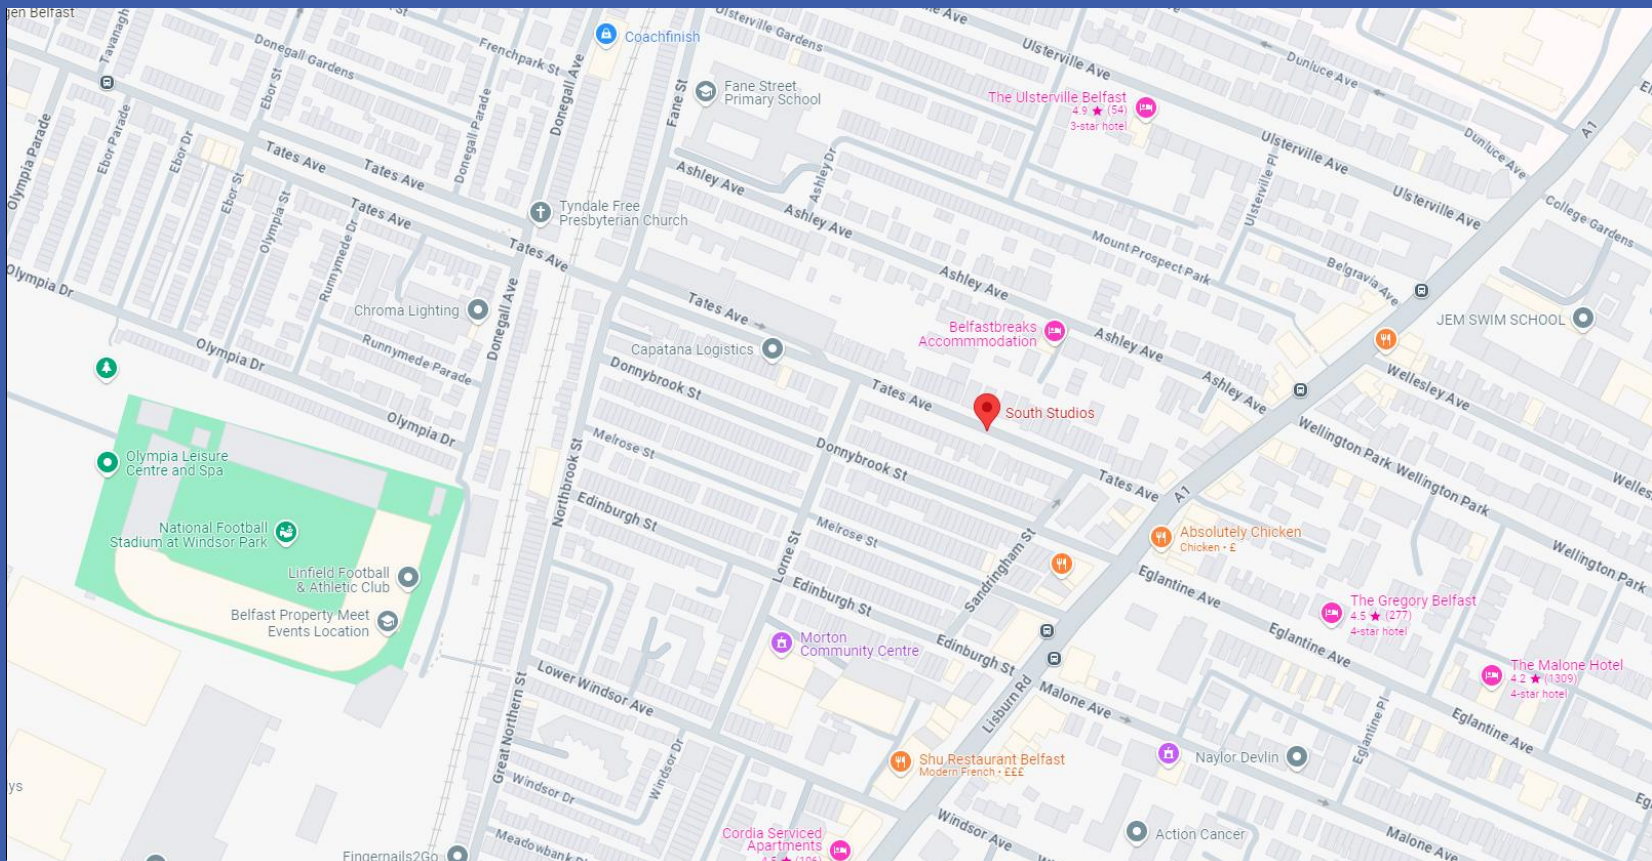 gen Belfast
Tavanagh
Donegall Gardens
Frenchpark St
St
Donegall Ave
Coachfinish
Ulsterville Gardens
lle Ave
Ulsterville Ave
Dunluce Ave
A1
Fane St
Fane Street
Primary School
The Ulsterville Belfast
4.9 ★ (54)
3-star hotel
Ebor St
Donegall Parade
Olympia Parade
Ebor Parade
Ebor Dr
Tates Ave
Tates Ave
Ashley Ave
Ashley Dr
Ulsterville Ave
Dunluce Ave
Ulsterville Pl
Ulsterville Ave
College Gardens
Ebor St
Olympia St
Tates Ave
Runnymede Dr
Tyndale Free
Presbyterian Church
Tates Ave
Ashley Ave
Mount Prospect Park
Belgravia Ave
Olympia Dr
Chroma Lighting
Donegall Ave
Tates Ave
Ashley Ave
Belfastbreaks
Accommmodation
Ashley Ave
JEM SWIM SCHOOL
Olympia Dr
Runnymede Parade
Capatana Logistics
Donnybrook St
Tates Ave
Ashley Ave
Wellesley Ave
South Studios
Olympia Dr
Melrose St
Donnybrook St
Wellington Park
Wellington Park
Welles
Olympia Leisure
Centre and Spa
Northbrook St
Tates Ave
A1
National Football
Stadium at Windsor Park
Edinburgh St
Melrose St
Absolutely Chicken
Chicken · £
Wellington Park
Linfield Football
& Athletic Club
Lorne St
Edinburgh St
Sandringham St
Eglantine Ave
The Gregory Belfast
4.5 ★ (277)
4-star hotel
Belfast Property Meet
Events Location
Morton
Community Centre
Edinburgh St
Eglantine Ave
The Malone Hotel
4.2 ★ (1309)
4-star hotel
Lower Windsor Ave
Great Northern St
Lisburn Rd
Malone Ave
Eglantine Pl
Eglantine Ave
Windsor Dr
Windsor Dr
Shu Restaurant Belfast
Modern French · £££
Naylor Devlin
ys
Eg
Meadowbank
Cordia Serviced
Apartments
4.5 ★ (106)
Windsor Ave
Action Cancer
Malone Ave
Fingernails2Go